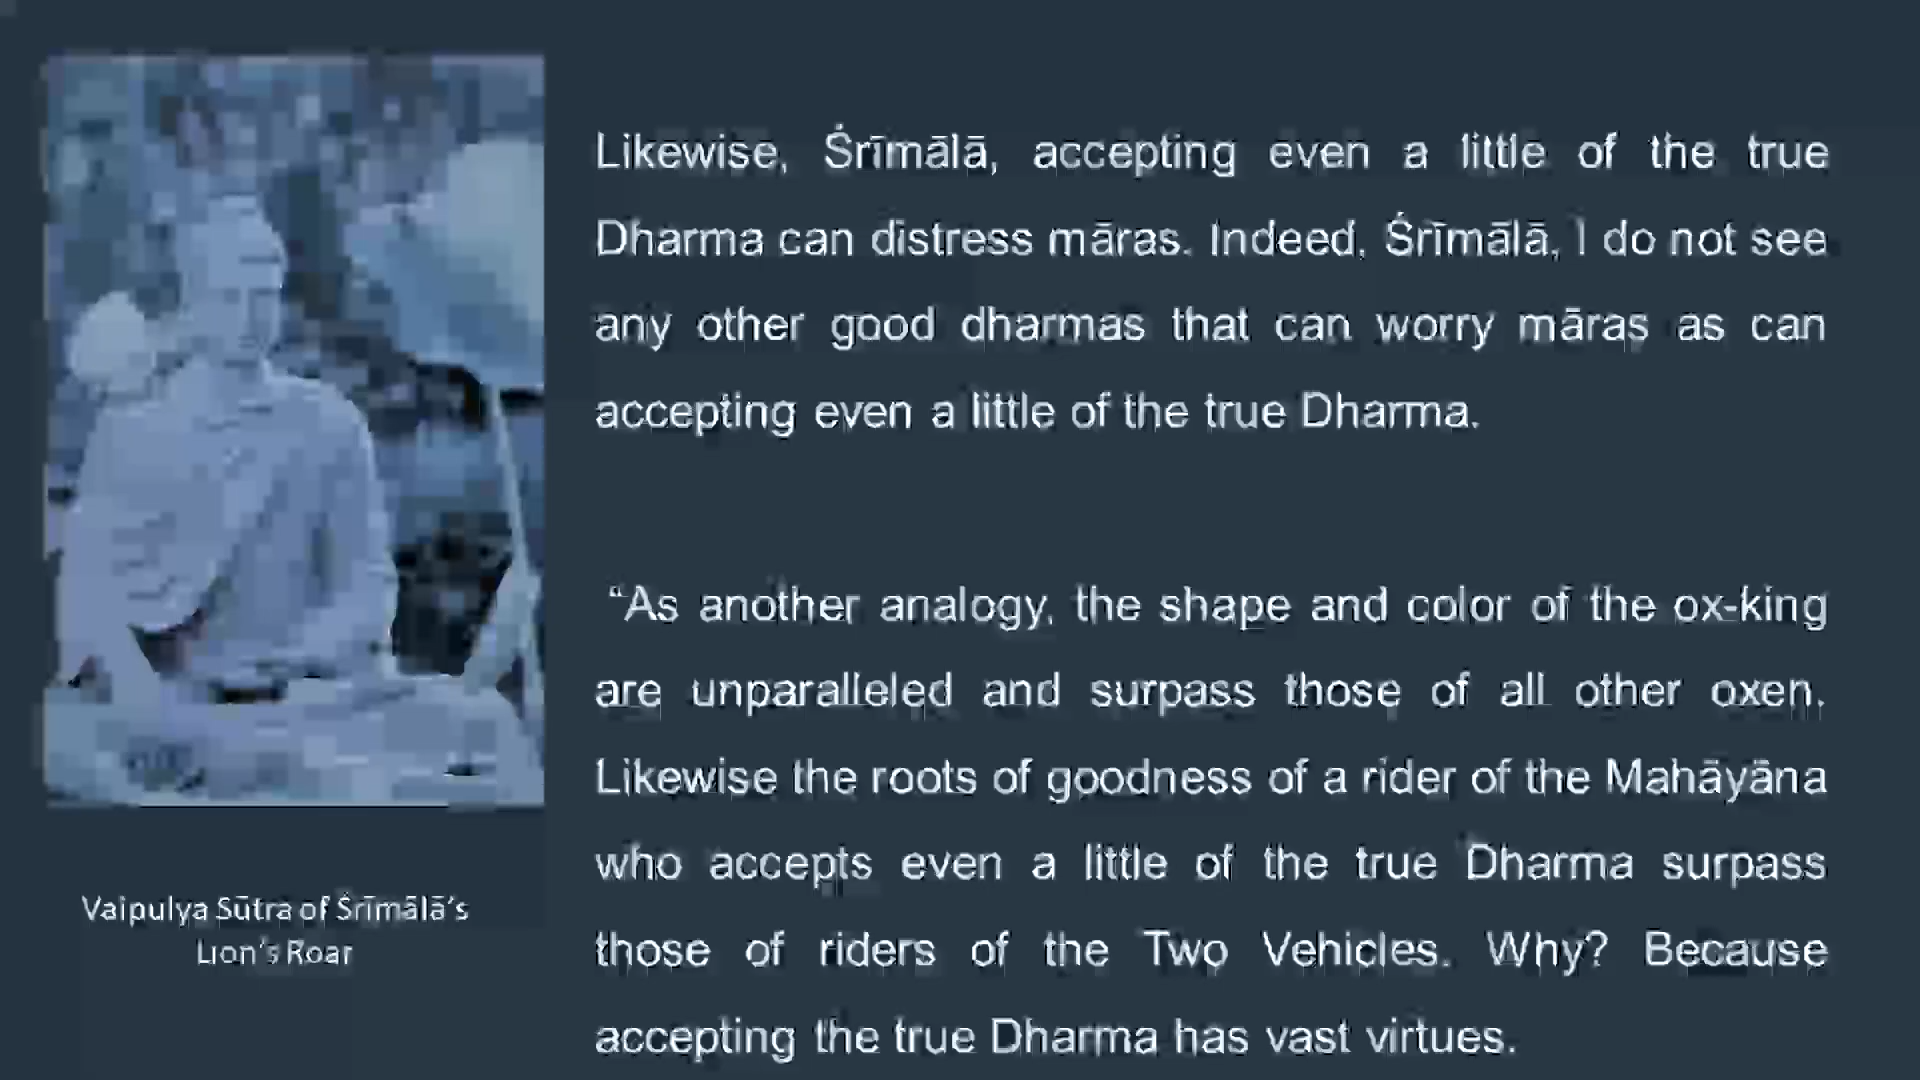 Likewise, Śrīmālā, accepting even a little of the true
Dharma can distress māras. Indeed, Śrīmālā, I do not see
any other good dharmas that can worry māras as can
accepting even a little of the true Dharma.
“As another analogy, the shape and color of the ox-king
are unparalleled and surpass those of all other oxen.
Likewise the roots of goodness of a rider of the Mahāyāna
who accepts even a little of the true Dharma surpass
those of riders of the Two Vehicles. Why? Because
accepting the true Dharma has vast virtues.
Vaipulya Sūtra of Śrīmālā’s
Lion’s Roar